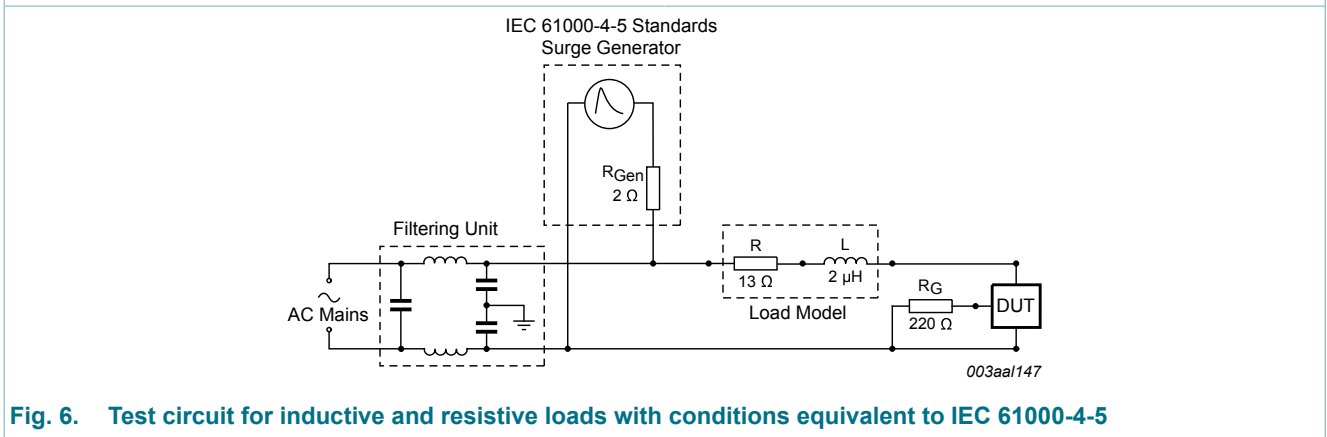 IEC 61000-4-5 Standards
Surge Generator
RGen
2 Ω
Filtering Unit
R
L
13 Ω
2 μH
Load Model
RG
220 Ω
DUT
AC Mains
003aal147
Fig. 6. Test circuit for inductive and resistive loads with conditions equivalent to IEC 61000-4-5